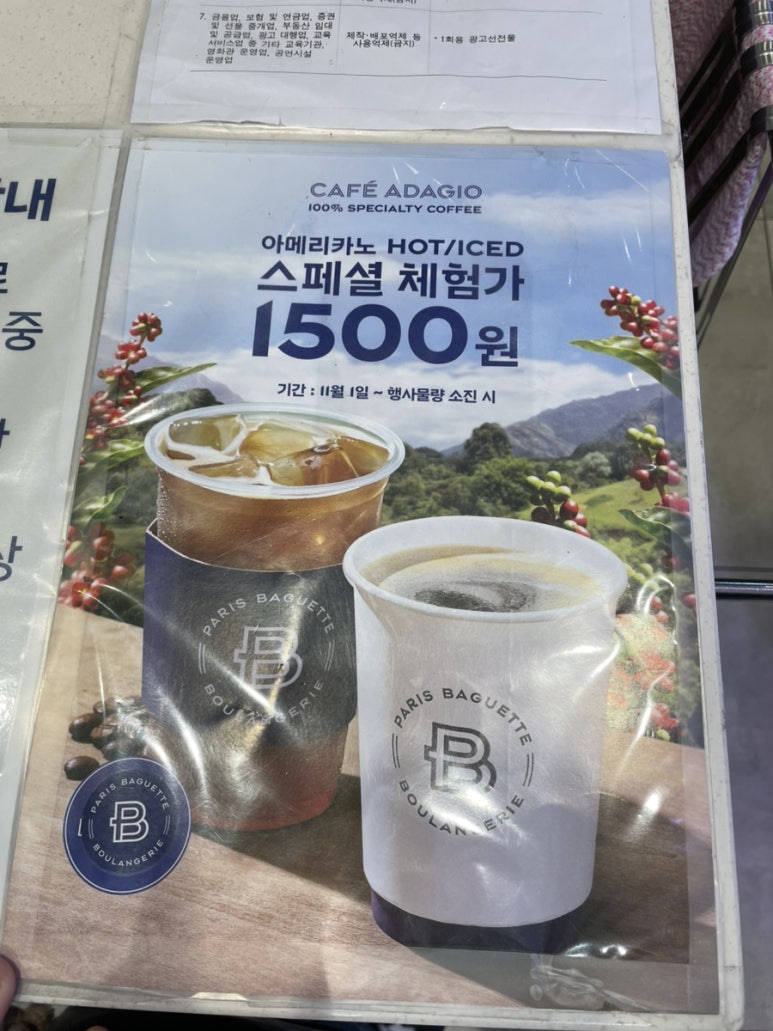 7. 금융업, 보험 및 연금업, 증권
및 선물 중개업, 부동산 임대
및 공급업, 광고 대행업, 교육
서비스업 중 기타 교육기관,
영화관 운영업, 공연시설
운영업
제작·배포억제 등
사용억제(금지)
• 1회용 광고선전물
내
중
상
CAFÉ ADAGIO
100% SPECIALTY COFFEE
아메리카노 HOT/ICED
스페셜 체험가
1500원
기간 : 11월 1일 ~ 행사물량 소진 시
PARIS BAGUETTE
B
BOULANGERIE
PARIS BAGUETTE
B
BOULANGERIE
PARIS BAGUETTE
B
BOULANGERIE